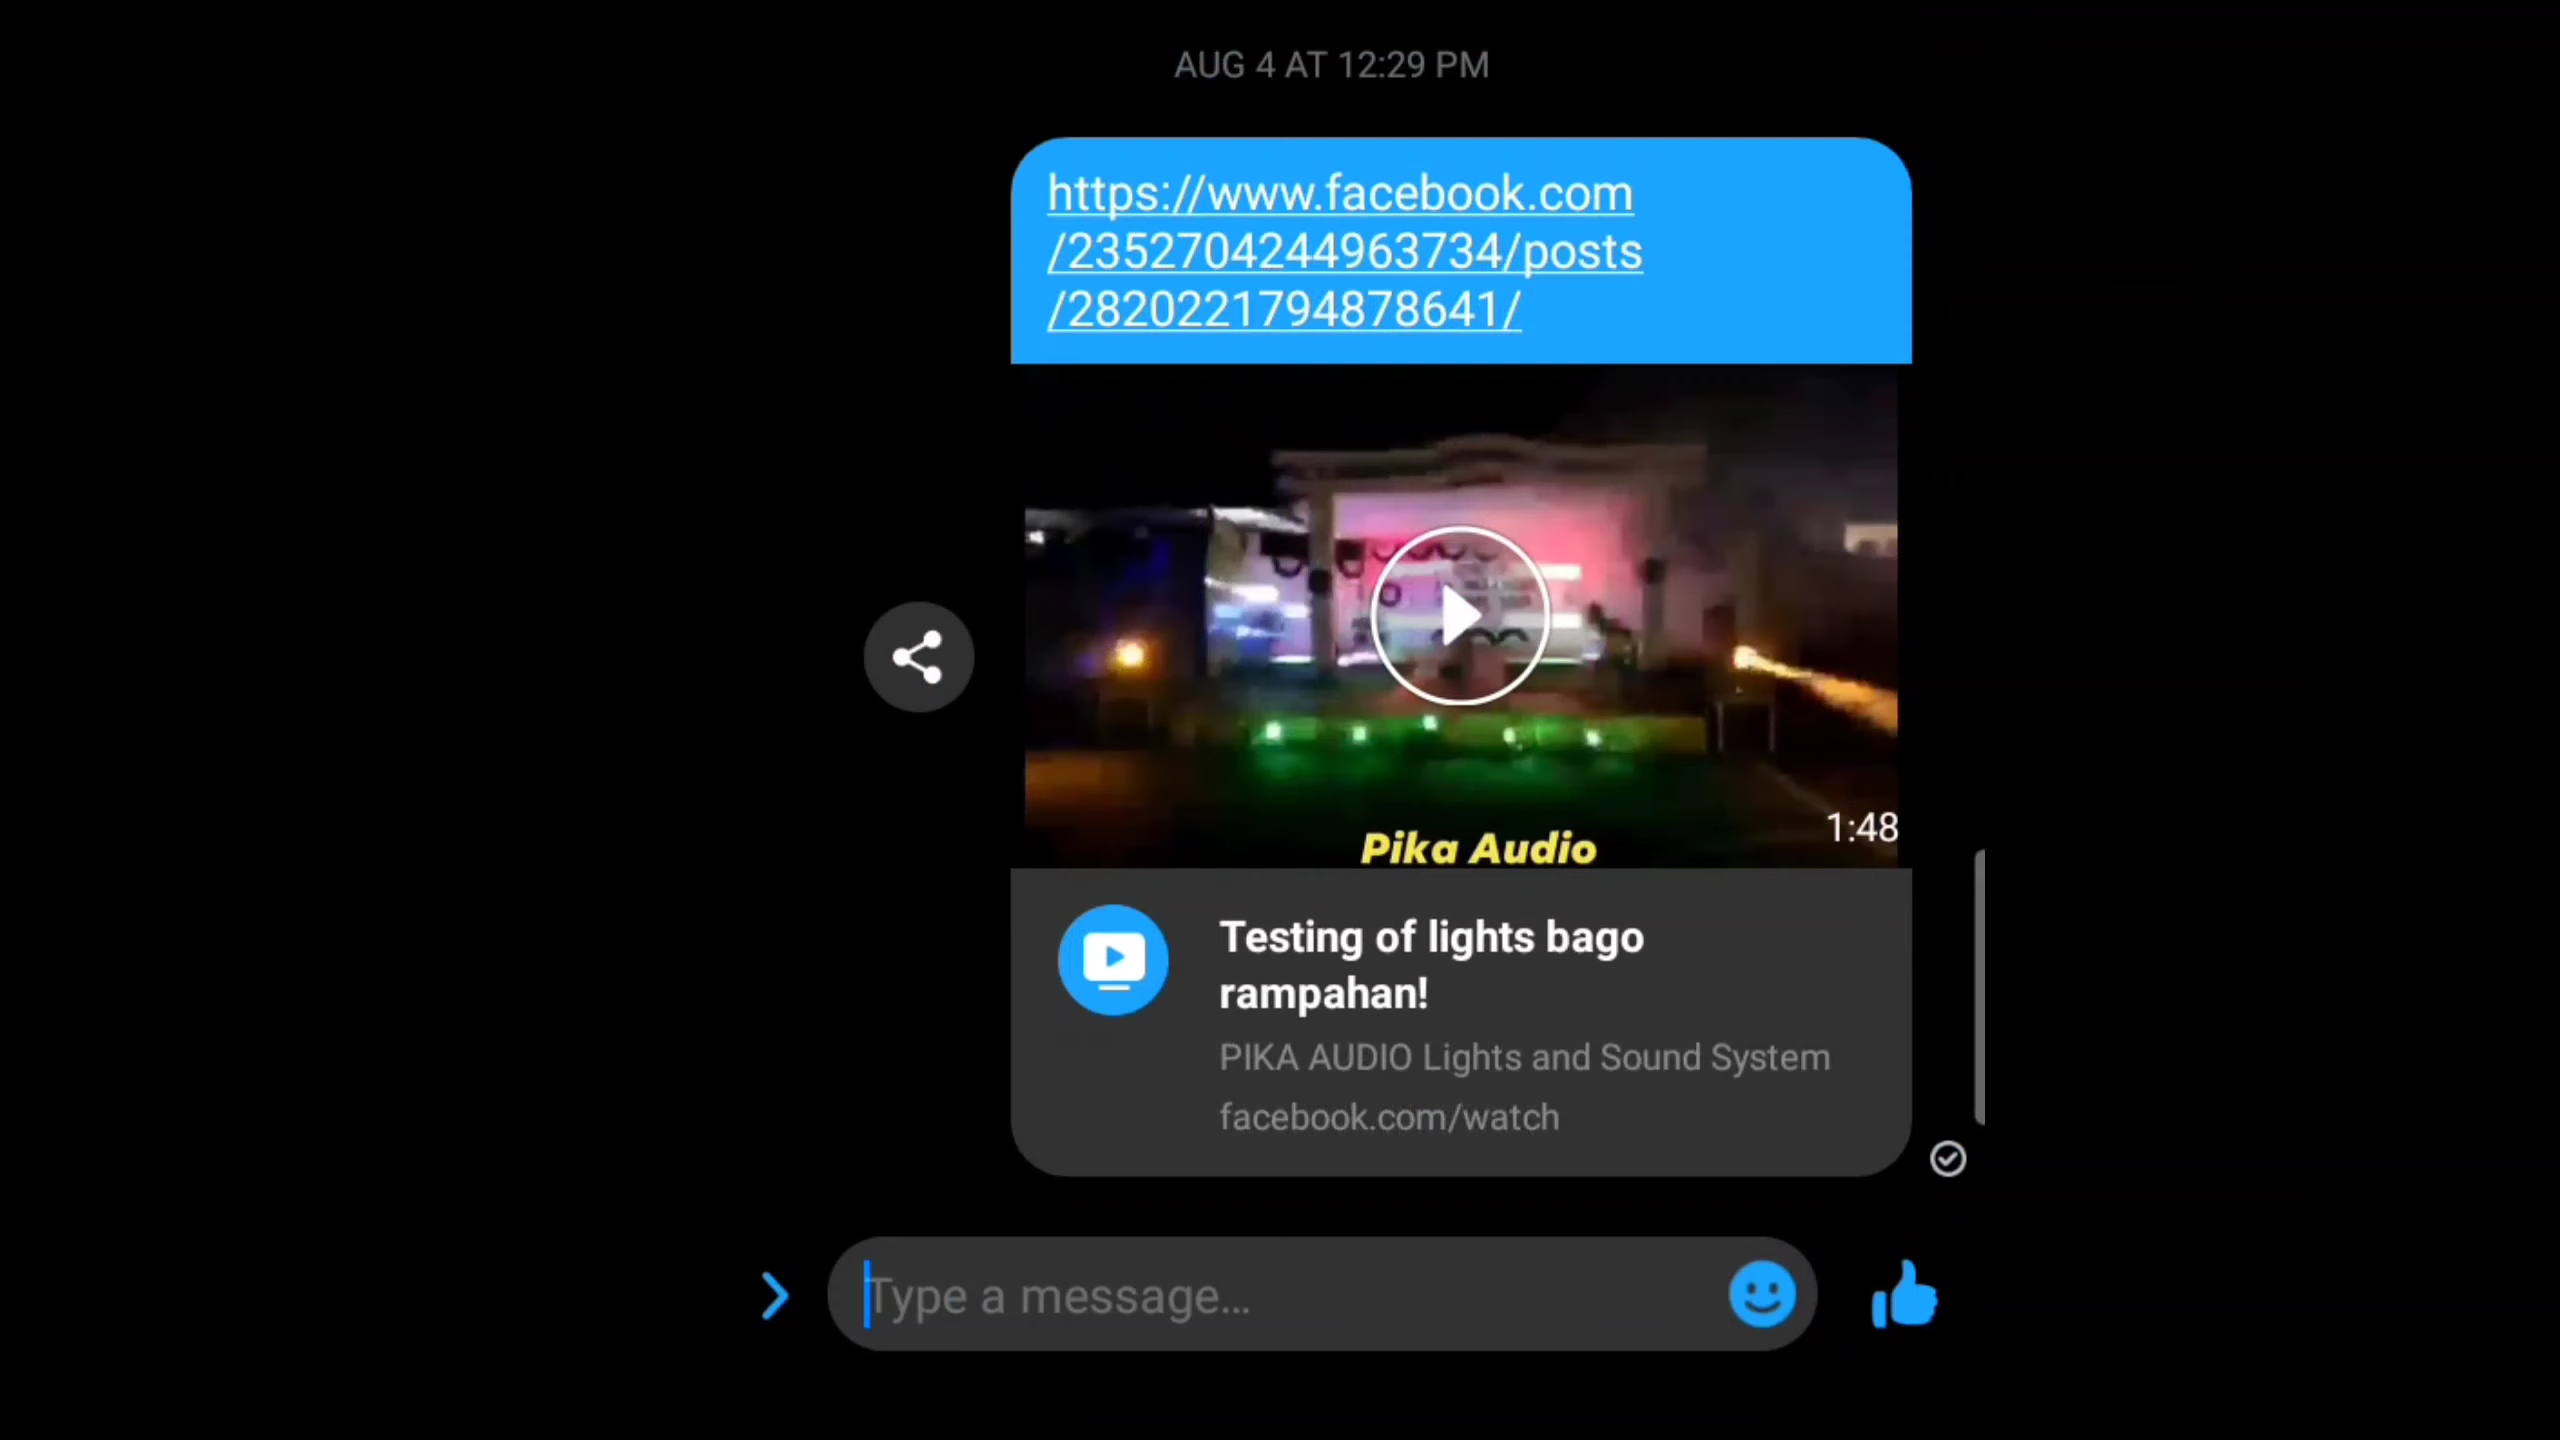 AUG 4 AT 12:29 PM
https://www.facebook.com
/2352704244963734/posts
/2820221794878641/
1:48
Pika Audio
Testing of lights bago
rampahan!
PIKA AUDIO Lights and Sound System
facebook.com/watch
Type a message...